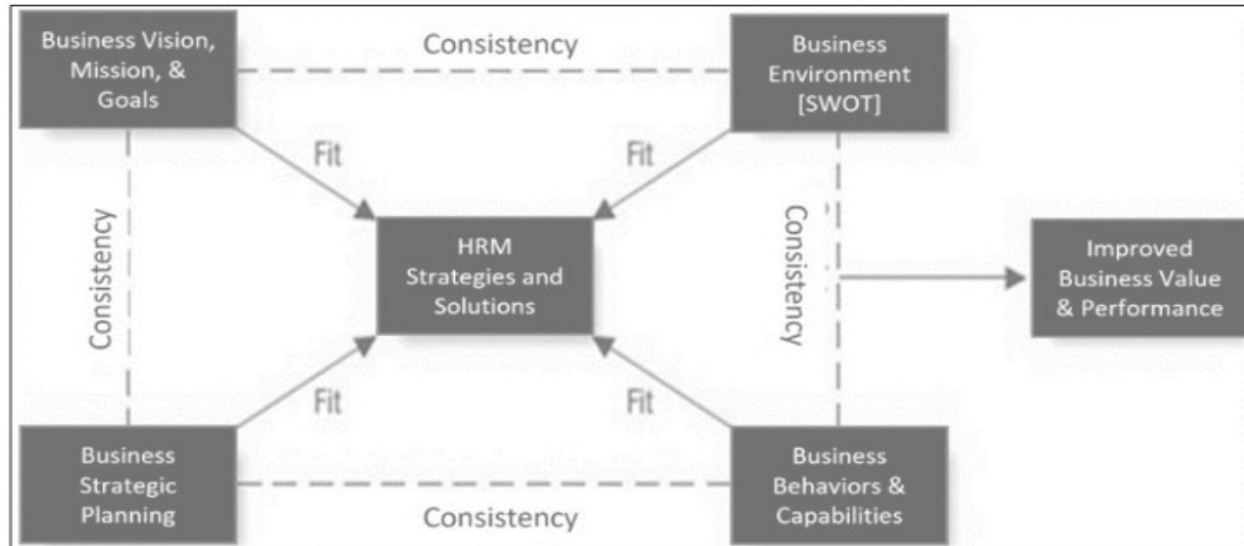 Business Vision,
Mission, &
Goals
Consistency
Business
Environment
[SWOT]
Fit
Fit
Consistency
HRM
Strategies and
Solutions
Consistency
Improved
Business Value
& Performance
Fit
Fit
Business
Strategic
Planning
Consistency
Business
Behaviors &
Capabilities